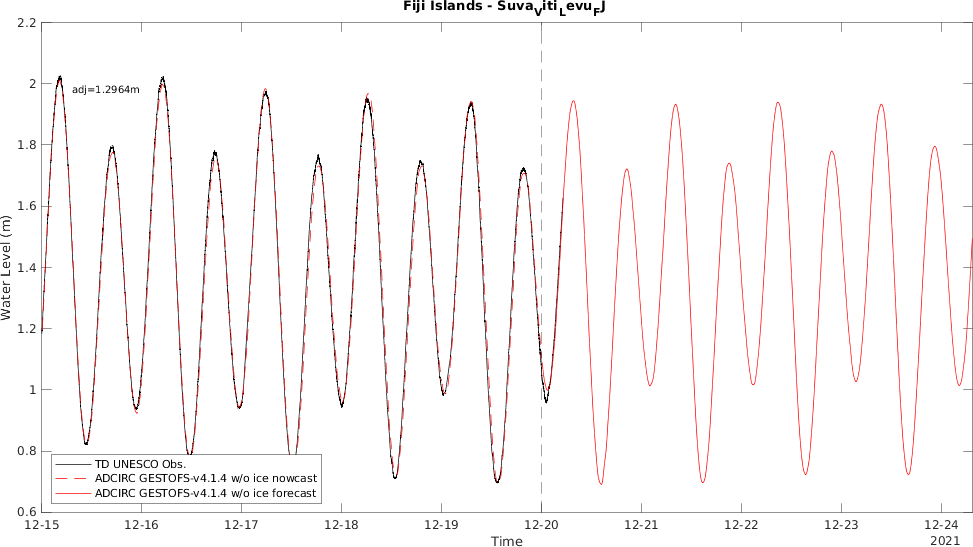 Fiji Islands - SuvaVitiLevuFJ
2.2
2
1.8
1.6
1.4
1.2
1
0.8
0.6
Water Level (m)
adj=1.2964m
TD UNESCO Obs.
ADCIRC GESTOFS-v4.1.4 w/o ice nowcast
ADCIRC GESTOFS-v4.1.4 w/o ice forecast
12-15 12-16 12-17 12-18 12-19 12-20 12-21 12-22 12-23 12-24
Time
2021